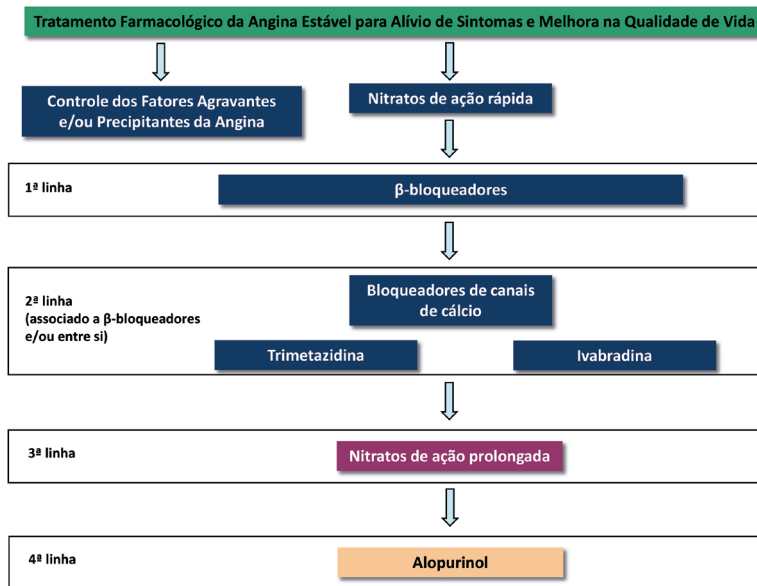 Tratamento Farmacológico da Angina Estável para Alívio de Sintomas e Melhora na Qualidade de Vida
Controle dos Fatores Agravantes
e/ou Precipitantes da Angina
Nitratos de ação rápida
1ª linha
β-bloqueadores
2ª linha
(associado a β-bloqueadores
e/ou entre si)
Bloqueadores de canais
de cálcio
Trimetazidina
Ivabradina
3ª linha
Nitratos de ação prolongada
4ª linha
Alopurinol